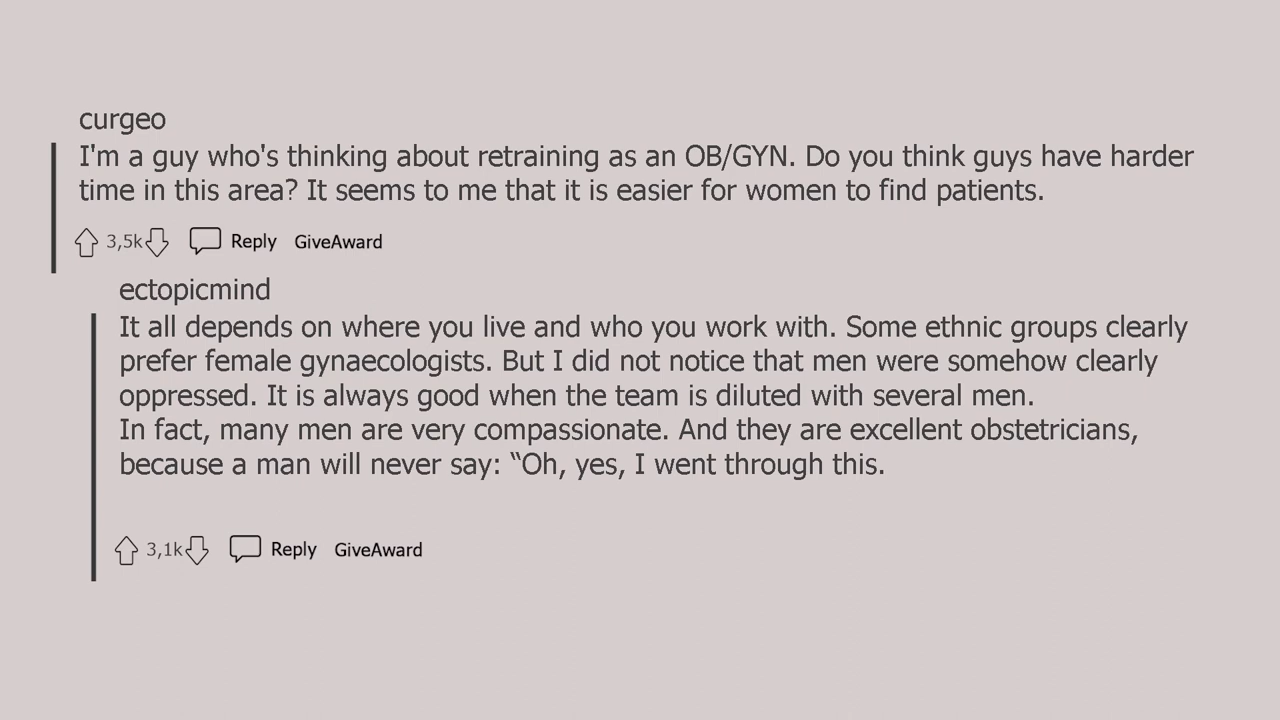 curgeo
I'm a guy who's thinking about retraining as an OB/GYN. Do you think guys have harder
time in this area? It seems to me that it is easier for women to find patients.
3,5k Reply GiveAward
ectopicmind
It all depends on where you live and who you work with. Some ethnic groups clearly
prefer female gynaecologists. But I did not notice that men were somehow clearly
oppressed. It is always good when the team is diluted with several men.
In fact, many men are very compassionate. And they are excellent obstetricians,
because a man will never say: “Oh, yes, I went through this.
3,1k Reply GiveAward